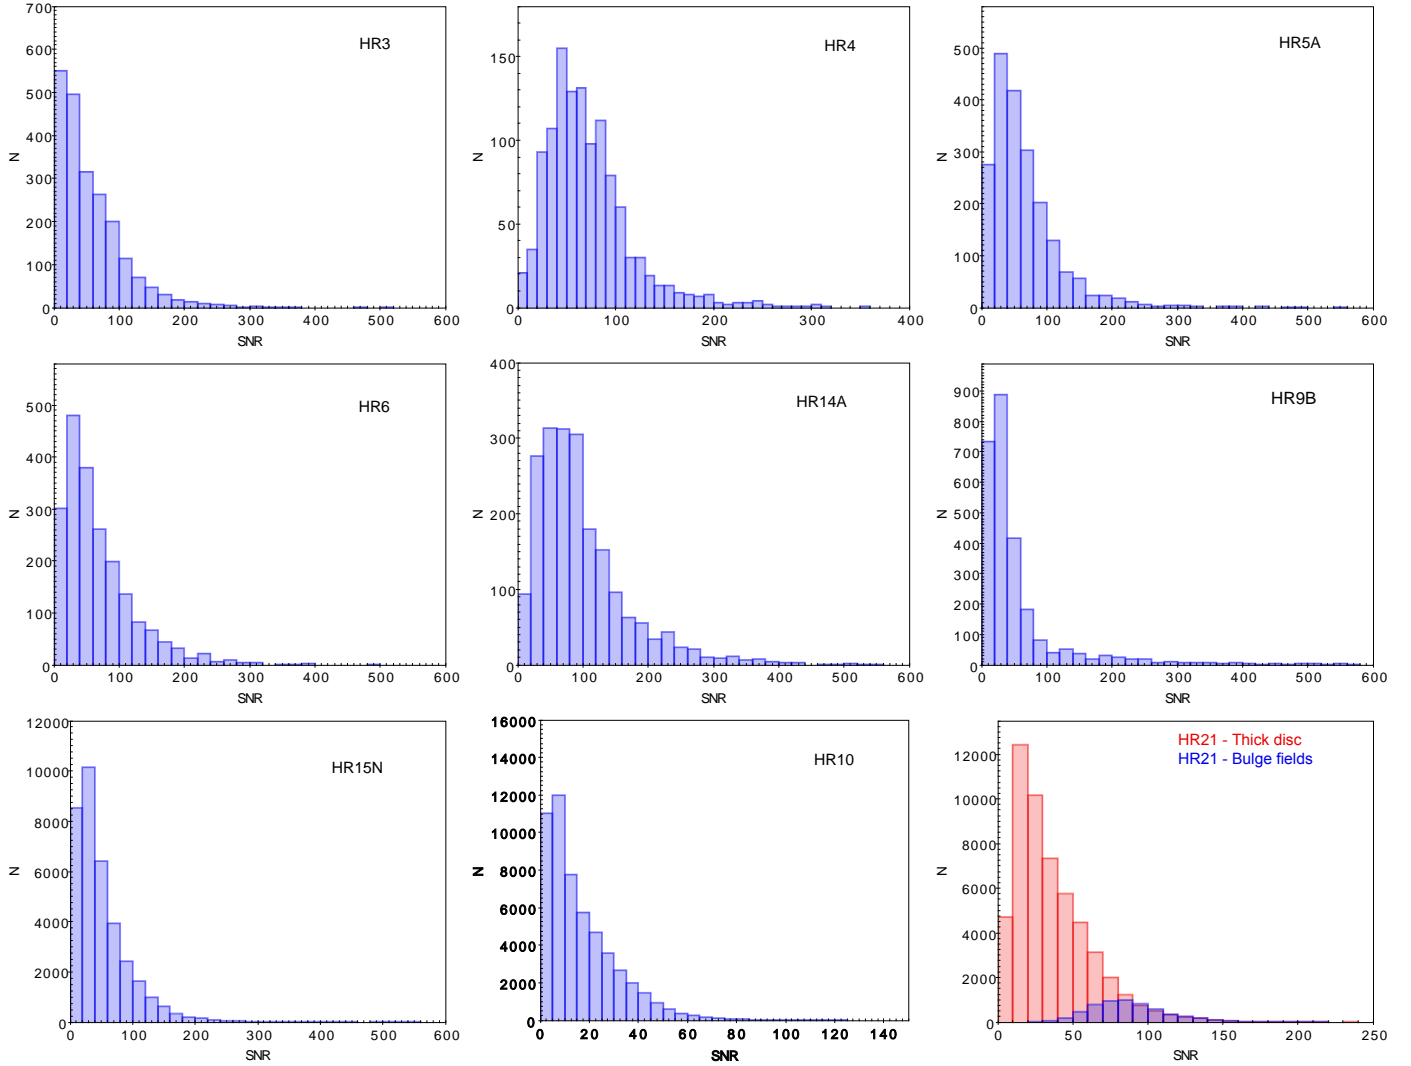 700
600
500
400
300
200
100
0
N
HR3
0 100 200 300 400 500 600
SNR
150
100
50
0
N
HR4
0 100 200 300 400
SNR
500
400
300
200
100
0
N
HR5A
0 100 200 300 400 500 600
SNR
500
400
300
200
100
0
N
HR6
0 100 200 300 400 500 600
SNR
400
300
200
100
0
N
HR14A
0 100 200 300 400 500 600
SNR
900
800
700
600
500
400
300
200
100
0
N
HR9B
0 100 200 300 400 500 600
SNR
12000
10000
8000
6000
4000
2000
0
N
HR15N
0 100 200 300 400 500 600
SNR
16000
14000
12000
10000
8000
6000
4000
2000
0
N
HR10
0 20 40 60 80 100 120 140
SNR
12000
10000
8000
6000
4000
2000
0
N
HR21 - Thick disc
HR21 - Bulge fields
0 50 100 150 200 250
SNR